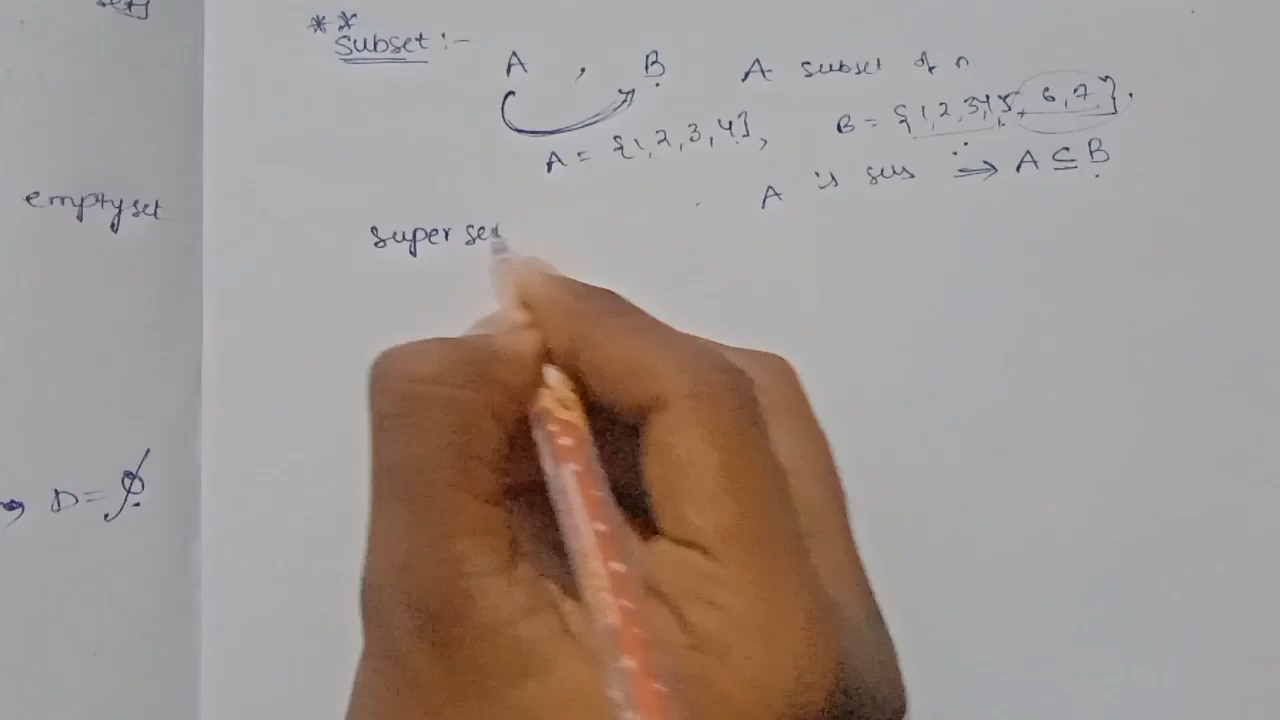 **
Subset :-
A , B A subset of n
A = {1, 2, 3, 4}, B = {1, 2, 3, 4, 5, 6, 7}.
A is sus ∴ ⇒ A ⊆ B
emptyset
super set
D = ϕ